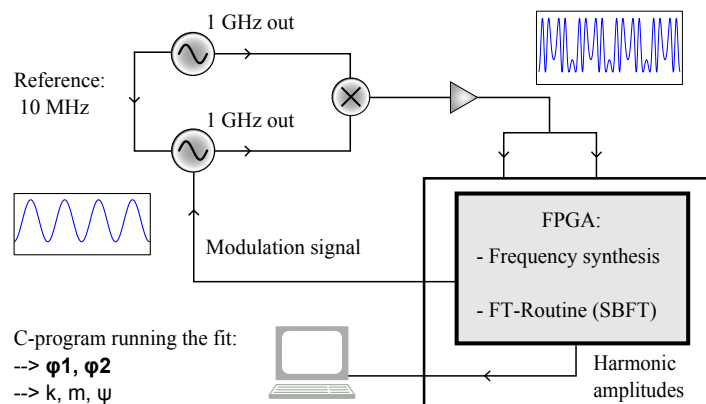 1 GHz out
Reference:
10 MHz
1 GHz out
FPGA:
- Frequency synthesis
Modulation signal
- FT-Routine (SBFT)
C-program running the fit:
--> φ1, φ2
--> k, m, ψ
Harmonic
amplitudes